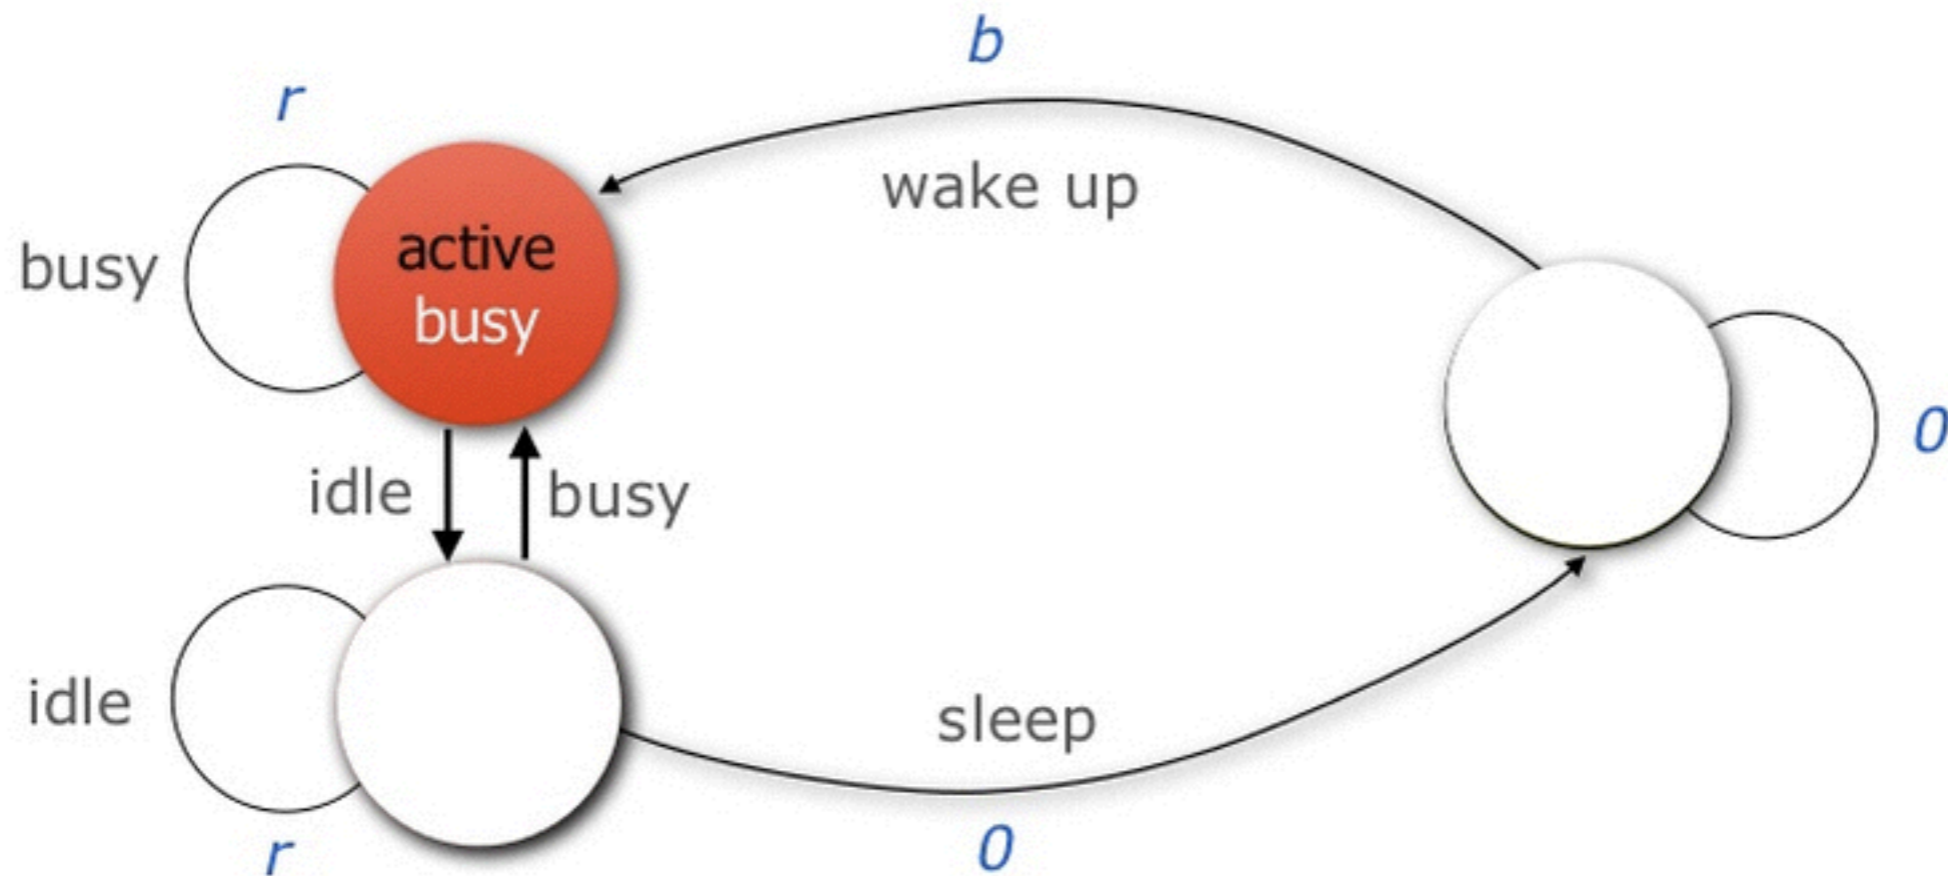 b
r
wake up
active
busy
busy
0
idle
busy
idle
sleep
0
r